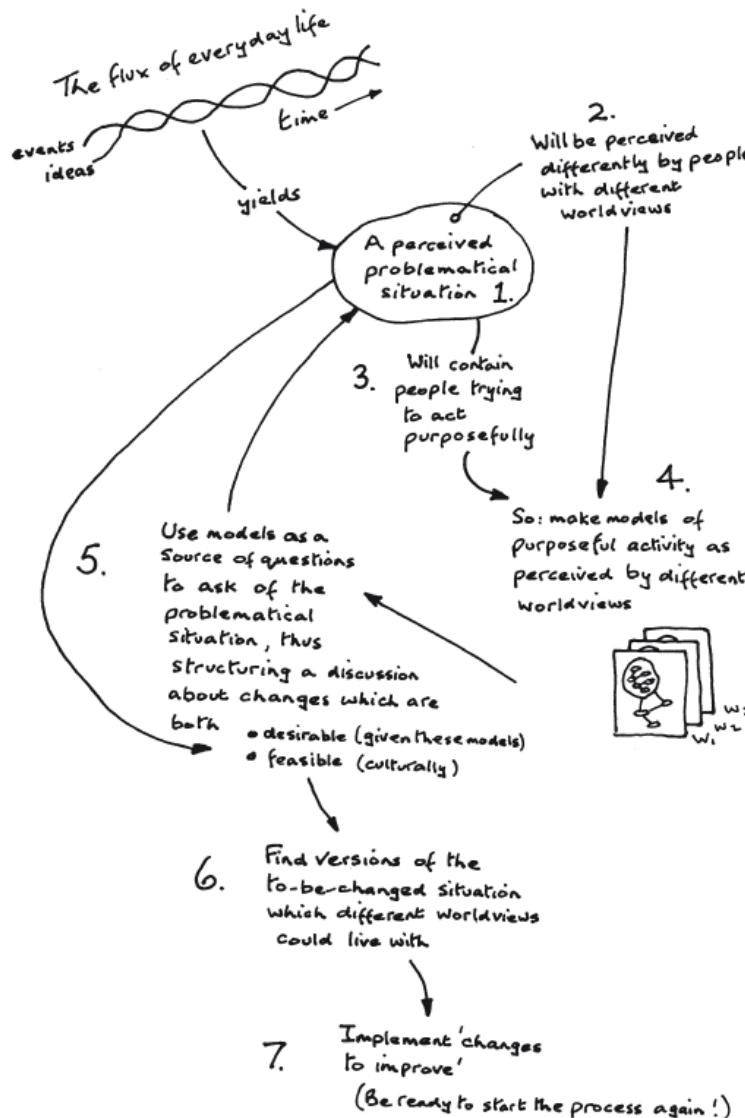 The flux of everyday life
events
ideas
time
yields
2.
Will be perceived
differently by people
with different
worldviews
A perceived
problematical
situation 1.
3.
Will contain
people trying
to act
purposefully
4.
So: make models of
purposeful activity as
perceived by different
worldviews
W1
W2
5.
Use models as a
source of questions
to ask of the
problematical
situation, thus
structuring a discussion
about changes which are
both
• desirable (given these models)
• feasible (culturally)
6.
Find versions of the
to-be-changed situation
which different worldviews
could live with
7.
Implement 'changes
to improve'
(Be ready to start the process again!)